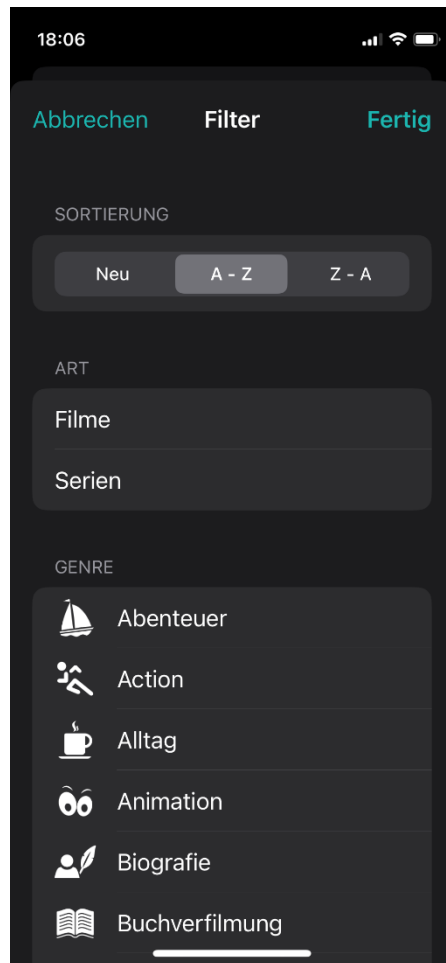 18:06
Abbrechen Filter Fertig
SORTIERUNG
Neu A - Z Z - A
ART
Filme
Serien
GENRE
Abenteuer
Action
Alltag
Animation
Biografie
Buchverfilmung